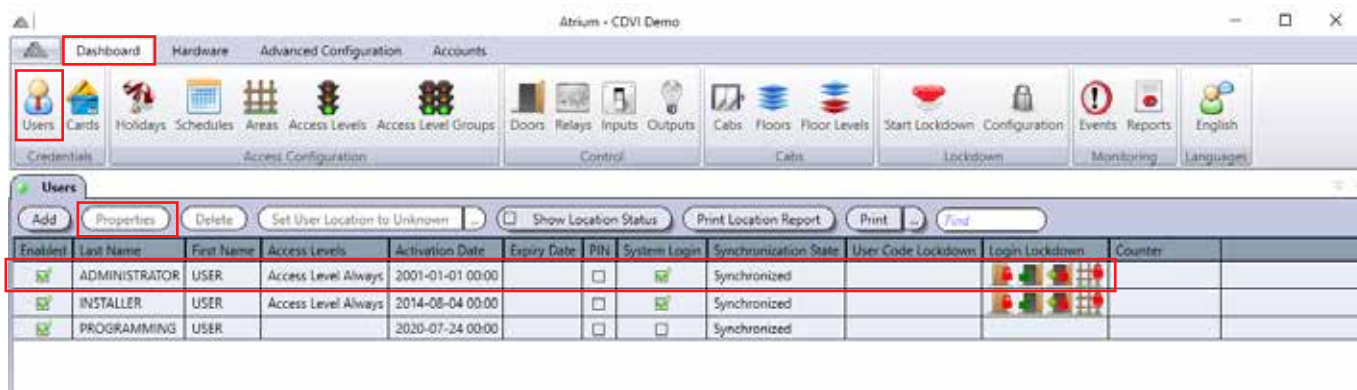 Atrium - CDVI Demo
Dashboard Hardware Advanced Configuration Accounts
Users Cards Holidays Schedules Areas Access Levels Access Level Groups Doors Relays Inputs Outputs Cabs Floors Floor Levels Start Lockdown Configuration Events Reports English
Credentials Access Configuration Control Cabs Lockdown Monitoring Languages
Users
Add Properties Delete Set User Location to Unknown ... Show Location Status Print Location Report Print ... Find
Enabled Last Name First Name Access Levels Activation Date Expiry Date PIN System Login Synchronization State User Code Lockdown Login Lockdown Counter
ADMINISTRATOR USER Access Level Always 2001-01-01 00:00 Synchronized
INSTALLER USER Access Level Always 2014-08-04 00:00 Synchronized
PROGRAMMING USER 2020-07-24 00:00 Synchronized